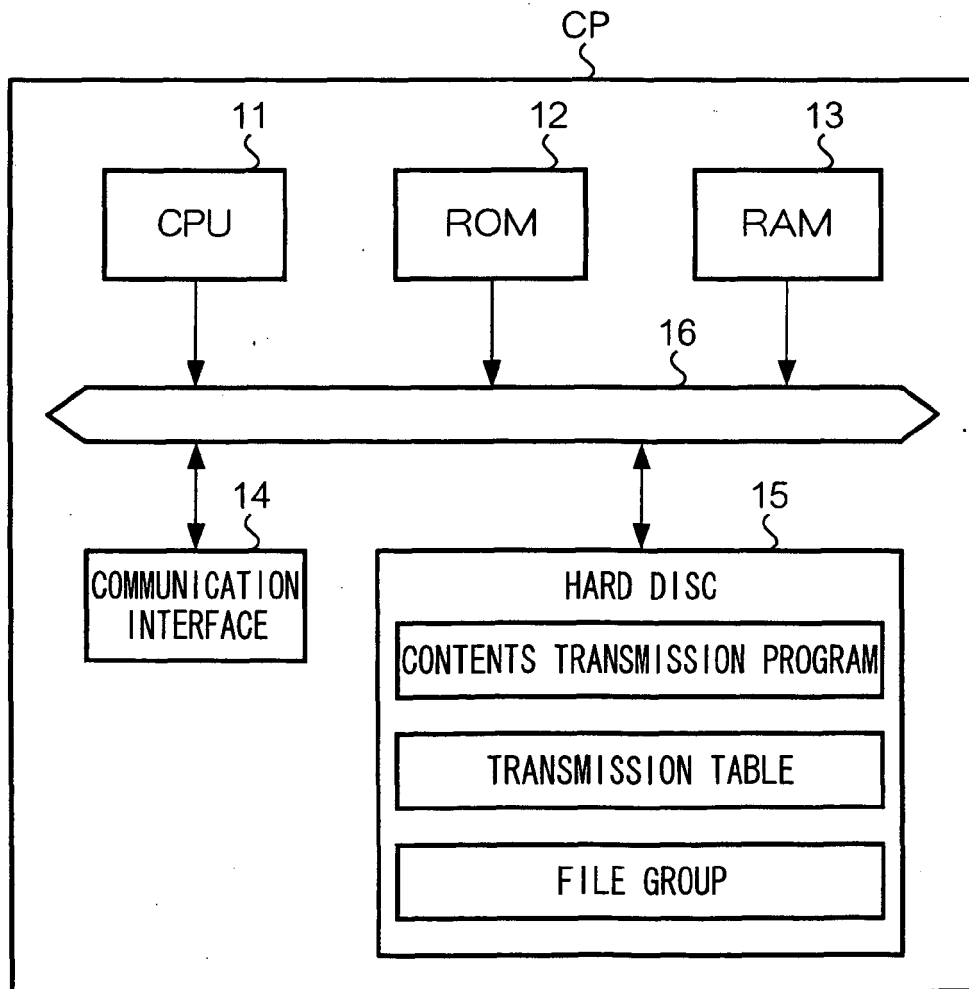 CP
11
12
13
CPU
ROM
RAM
16
14
15
COMMUNICATION
INTERFACE
HARD DISC
CONTENTS TRANSMISSION PROGRAM
TRANSMISSION TABLE
FILE GROUP